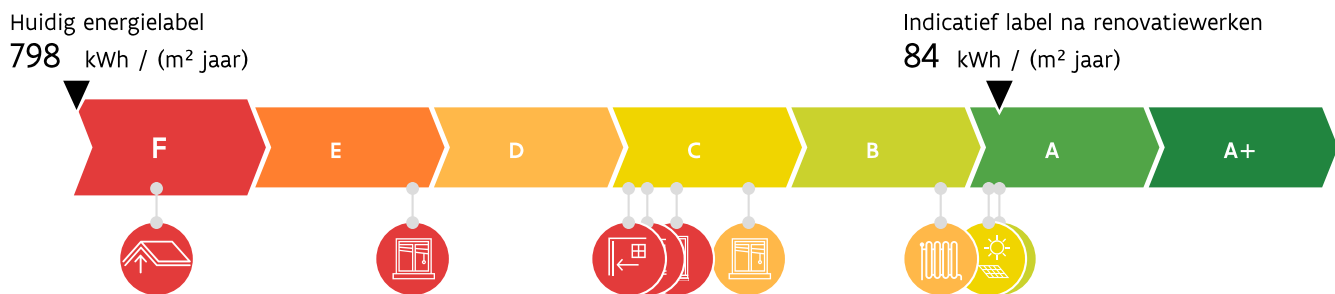 Huidig energielabel
798 kWh / (m² jaar)
Indicatief label na renovatiewerken
84 kWh / (m² jaar)
F E D C B A A+